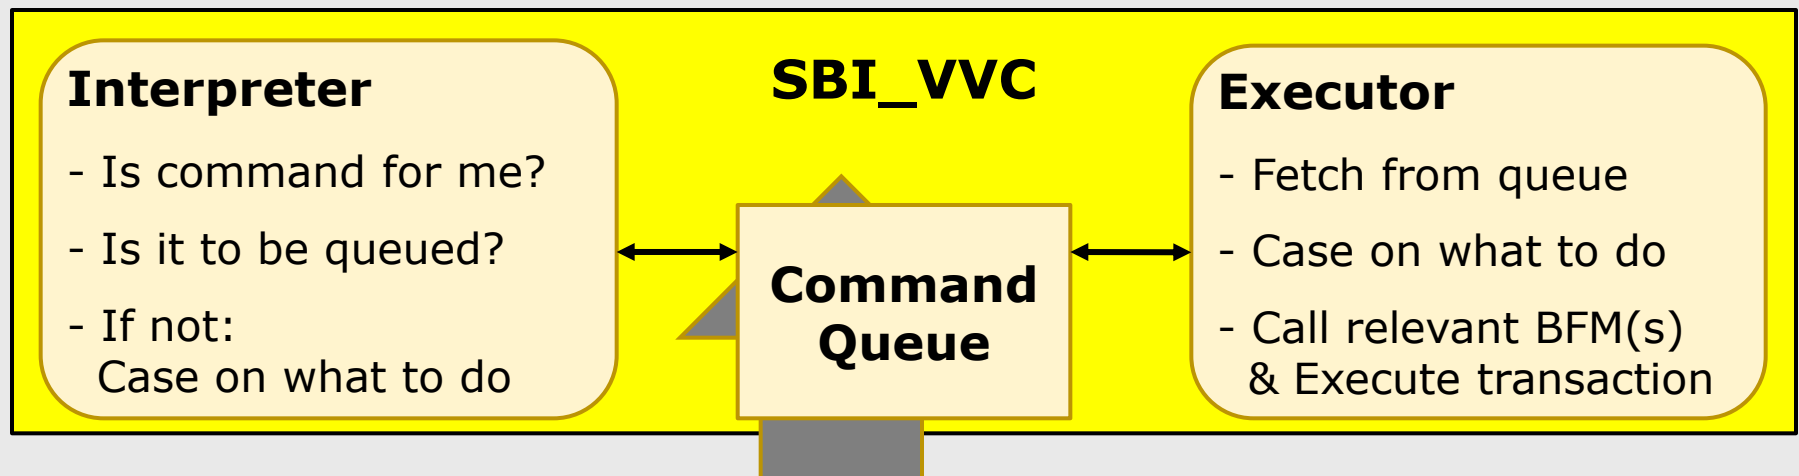 SBI_VVC
Interpreter
- Is command for me?
- Is it to be queued?
- If not:
Case on what to do
Command
Queue
Executor
- Fetch from queue
- Case on what to do
- Call relevant BFM(s)
& Execute transaction